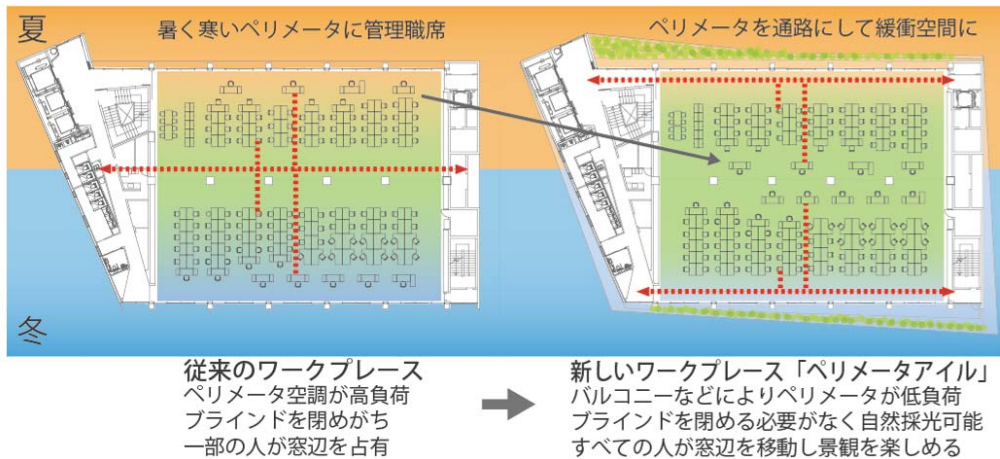 夏
暑く寒いペリメータに管理職席
ペリメータを通路にして緩衝空間に
冬
従来のワークプレース
ペリメータ空調が高負荷
ブラインドを閉めがち
一部の人が窓辺を占有
新しいワークプレース「ペリメータアイル」
バルコニーなどによりペリメータが低負荷
ブラインドを閉める必要がなく自然採光可能
すべての人が窓辺を移動し景観を楽しめる